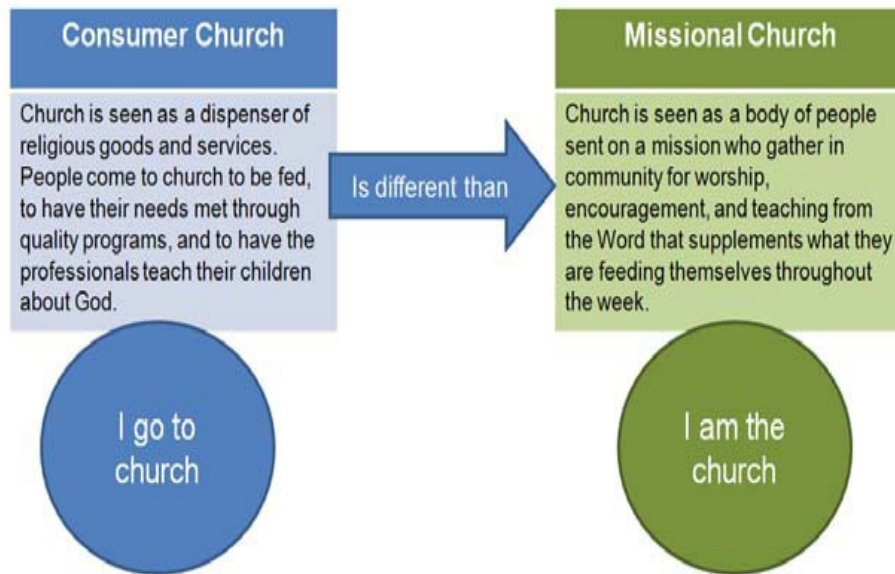 Consumer Church
Church is seen as a dispenser of
religious goods and services.
People come to church to be fed,
to have their needs met through
quality programs, and to have the
professionals teach their children
about God.
I go to
church
Is different than
Missional Church
Church is seen as a body of people
sent on a mission who gather in
community for worship,
encouragement, and teaching from
the Word that supplements what they
are feeding themselves throughout
the week.
I am the
church